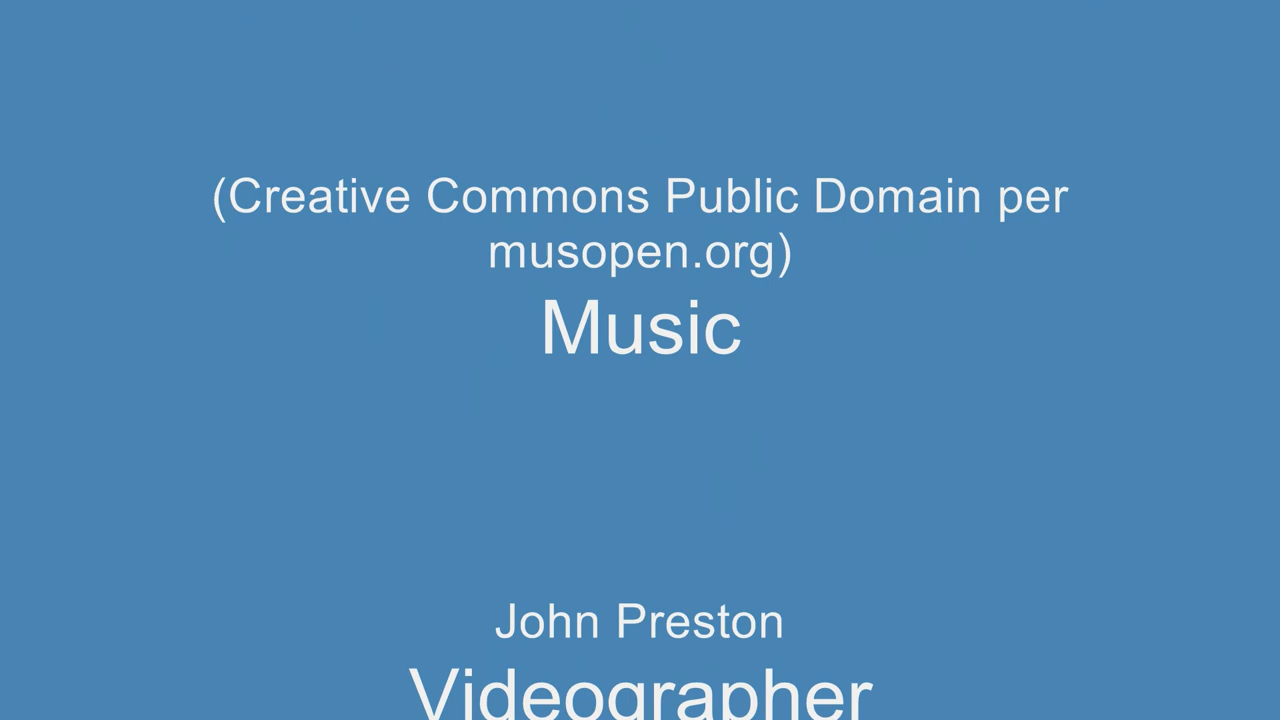 (Creative Commons Public Domain per
musopen.org)
Music
John Preston
Videographer